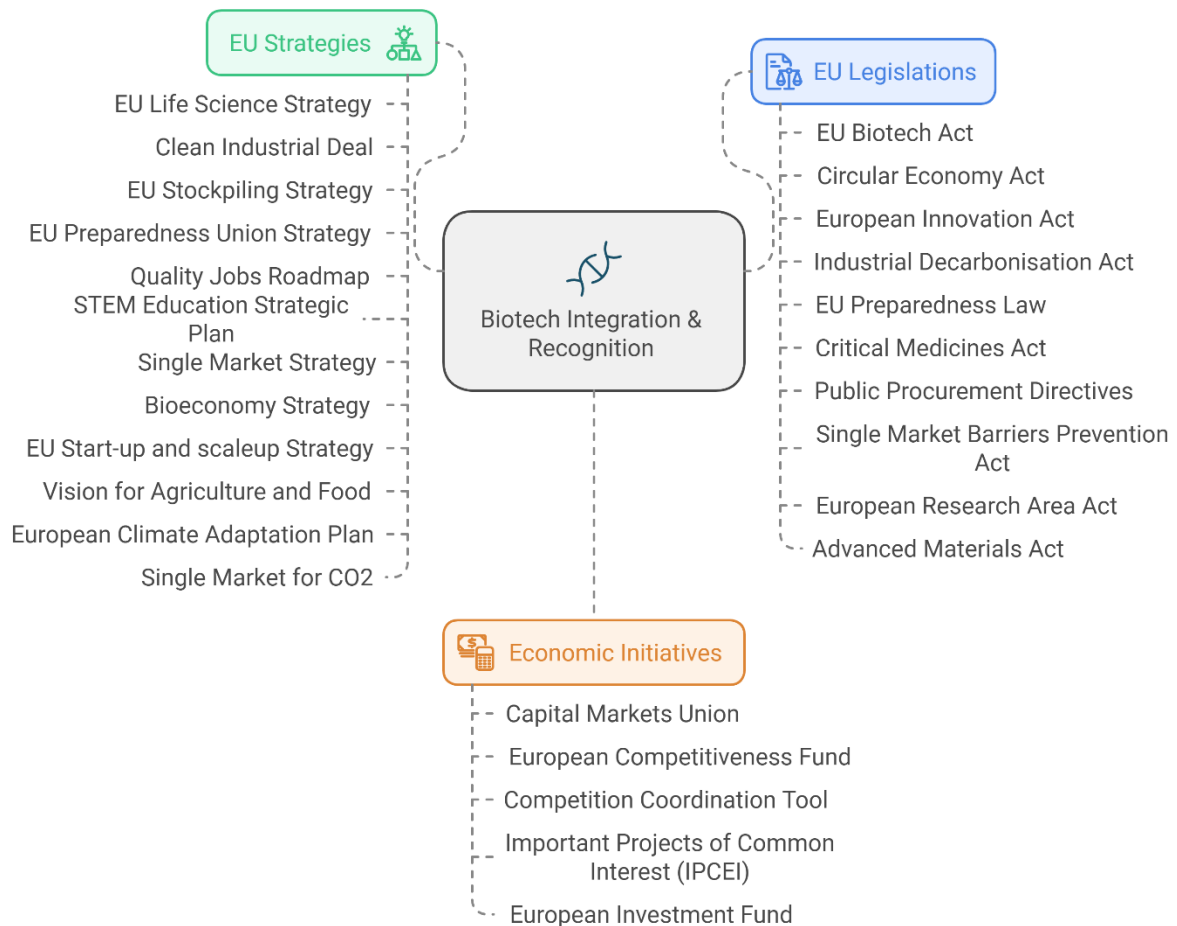 EU Strategies
EU Life Science Strategy
Clean Industrial Deal
EU Stockpiling Strategy
EU Preparedness Union Strategy
Quality Jobs Roadmap
STEM Education Strategic
Plan
Single Market Strategy
Bioeconomy Strategy
EU Start-up and scaleup Strategy
Vision for Agriculture and Food
European Climate Adaptation Plan
Single Market for CO2
Biotech Integration &
Recognition
EU Legislations
EU Biotech Act
Circular Economy Act
European Innovation Act
Industrial Decarbonisation Act
EU Preparedness Law
Critical Medicines Act
Public Procurement Directives
Single Market Barriers Prevention
Act
European Research Area Act
Advanced Materials Act
$
Economic Initiatives
Capital Markets Union
European Competitiveness Fund
Competition Coordination Tool
Important Projects of Common
Interest (IPCEI)
European Investment Fund